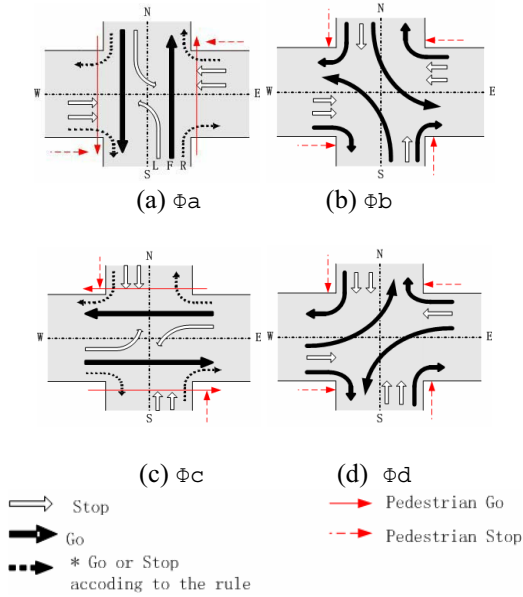 N
N
W
E
W
E
L F R
S
S
(a) Φa
(b) Φb
N
N
W
E
W
E
S
S
(c) Φc
(d) Φd
Stop
Pedestrian Go
Go
Pedestrian Stop
* Go or Stop
accoding to the rule